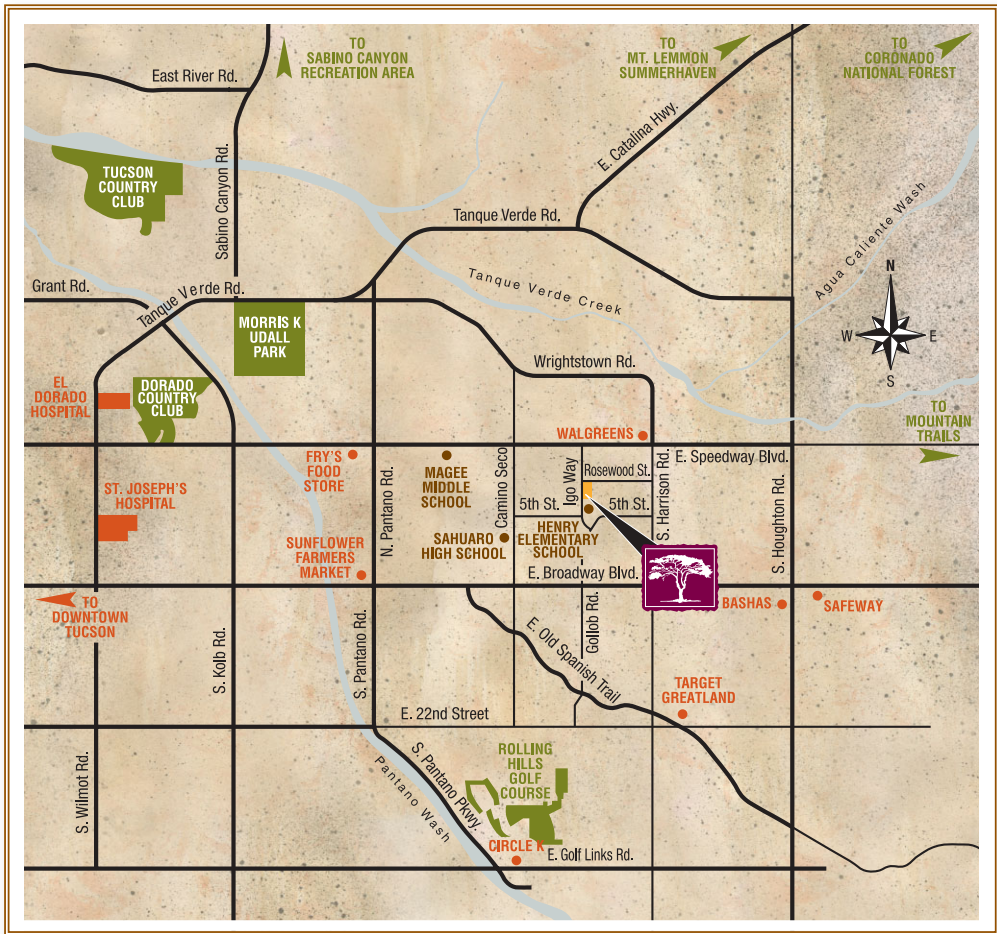 TO
SABINO CANYON
RECREATION AREA
TO
MT. LEMMON
SUMMERHAVEN
TO
CORONADO
NATIONAL FOREST
East River Rd.
E. Catalina Hwy.
TUCSON
COUNTRY
CLUB
Sabino Canyon Rd.
Tanque Verde Rd.
Agua Caliente Wash
Tanque Verde Creek
Grant Rd.
Tanque Verde Rd.
MORRIS K
UDALL
PARK
N
W
E
S
Wrightstown Rd.
EL
DORADO
HOSPITAL
DORADO
COUNTRY
CLUB
TO
MOUNTAIN
TRAILS
WALGREENS
E. Speedway Blvd.
FRY'S
FOOD
STORE
N. Pantano Rd.
MAGEE
MIDDLE
SCHOOL
Camino Seco
Igo Way
Rosewood St.
S. Harrison Rd.
S. Houghton Rd.
ST. JOSEPH'S
HOSPITAL
5th St.
5th St.
SUNFLOWER
FARMERS
MARKET
SAHUARO
HIGH SCHOOL
HENRY
ELEMENTARY
SCHOOL
E. Broadway Blvd.
TO
DOWNTOWN
TUCSON
BASHAS
SAFEWAY
S. Kolb Rd.
S. Pantano Rd.
E. Old Spanish Trail
Gollob Rd.
TARGET
GREATLAND
E. 22nd Street
S. Wilmot Rd.
Pantano Wash
S. Pantano Pkwy.
ROLLING
HILLS
GOLF
COURSE
CIRCLE K
E. Golf Links Rd.